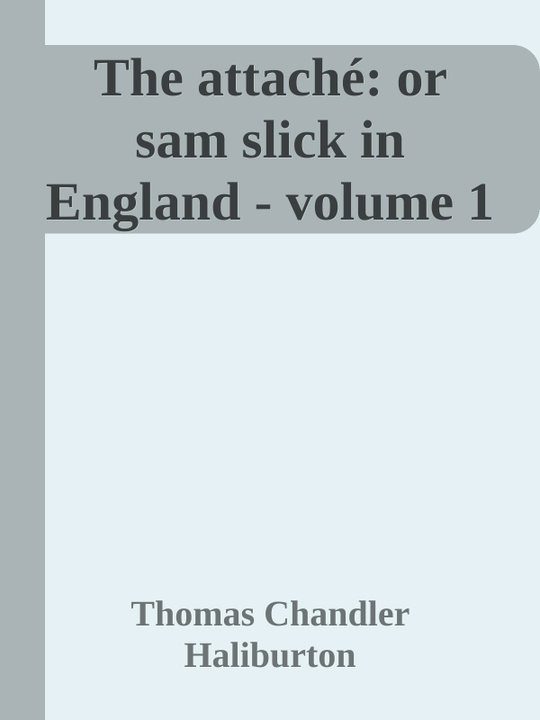 The attaché: or
sam slick in
England - volume 1
Thomas Chandler
Haliburton